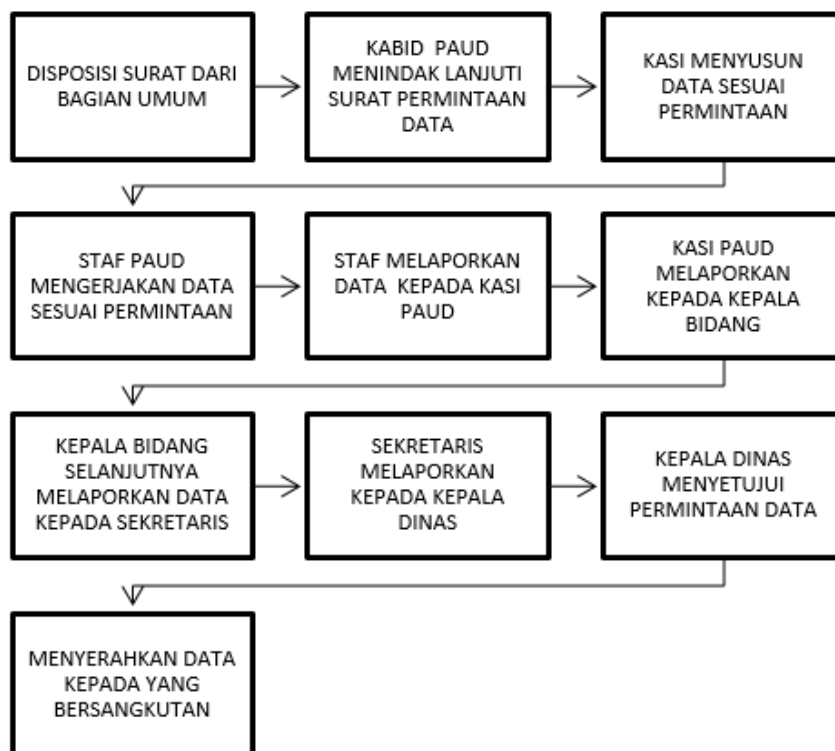 DISPOSISI SURAT DARI
BAGIAN UMUM
KABID PAUD
MENINDAK LANJUTI
SURAT PERMINTAAN
DATA
KASI MENYUSUN
DATA SESUAI
PERMINTAAN
STAF PAUD
MENGERJAKAN DATA
SESUAI PERMINTAAN
STAF MELAPORKAN
DATA KEPADA KASI
PAUD
KASI PAUD
MELAPORKAN
KEPADA KEPALA
BIDANG
KEPALA BIDANG
SELANJUTNYA
MELAPORKAN DATA
KEPADA SEKRETARIS
SEKRETARIS
MELAPORKAN
KEPADA KEPALA
DINAS
KEPALA DINAS
MENYETUJUI
PERMINTAAN DATA
MENYERAHKAN DATA
KEPADA YANG
BERSANGKUTAN